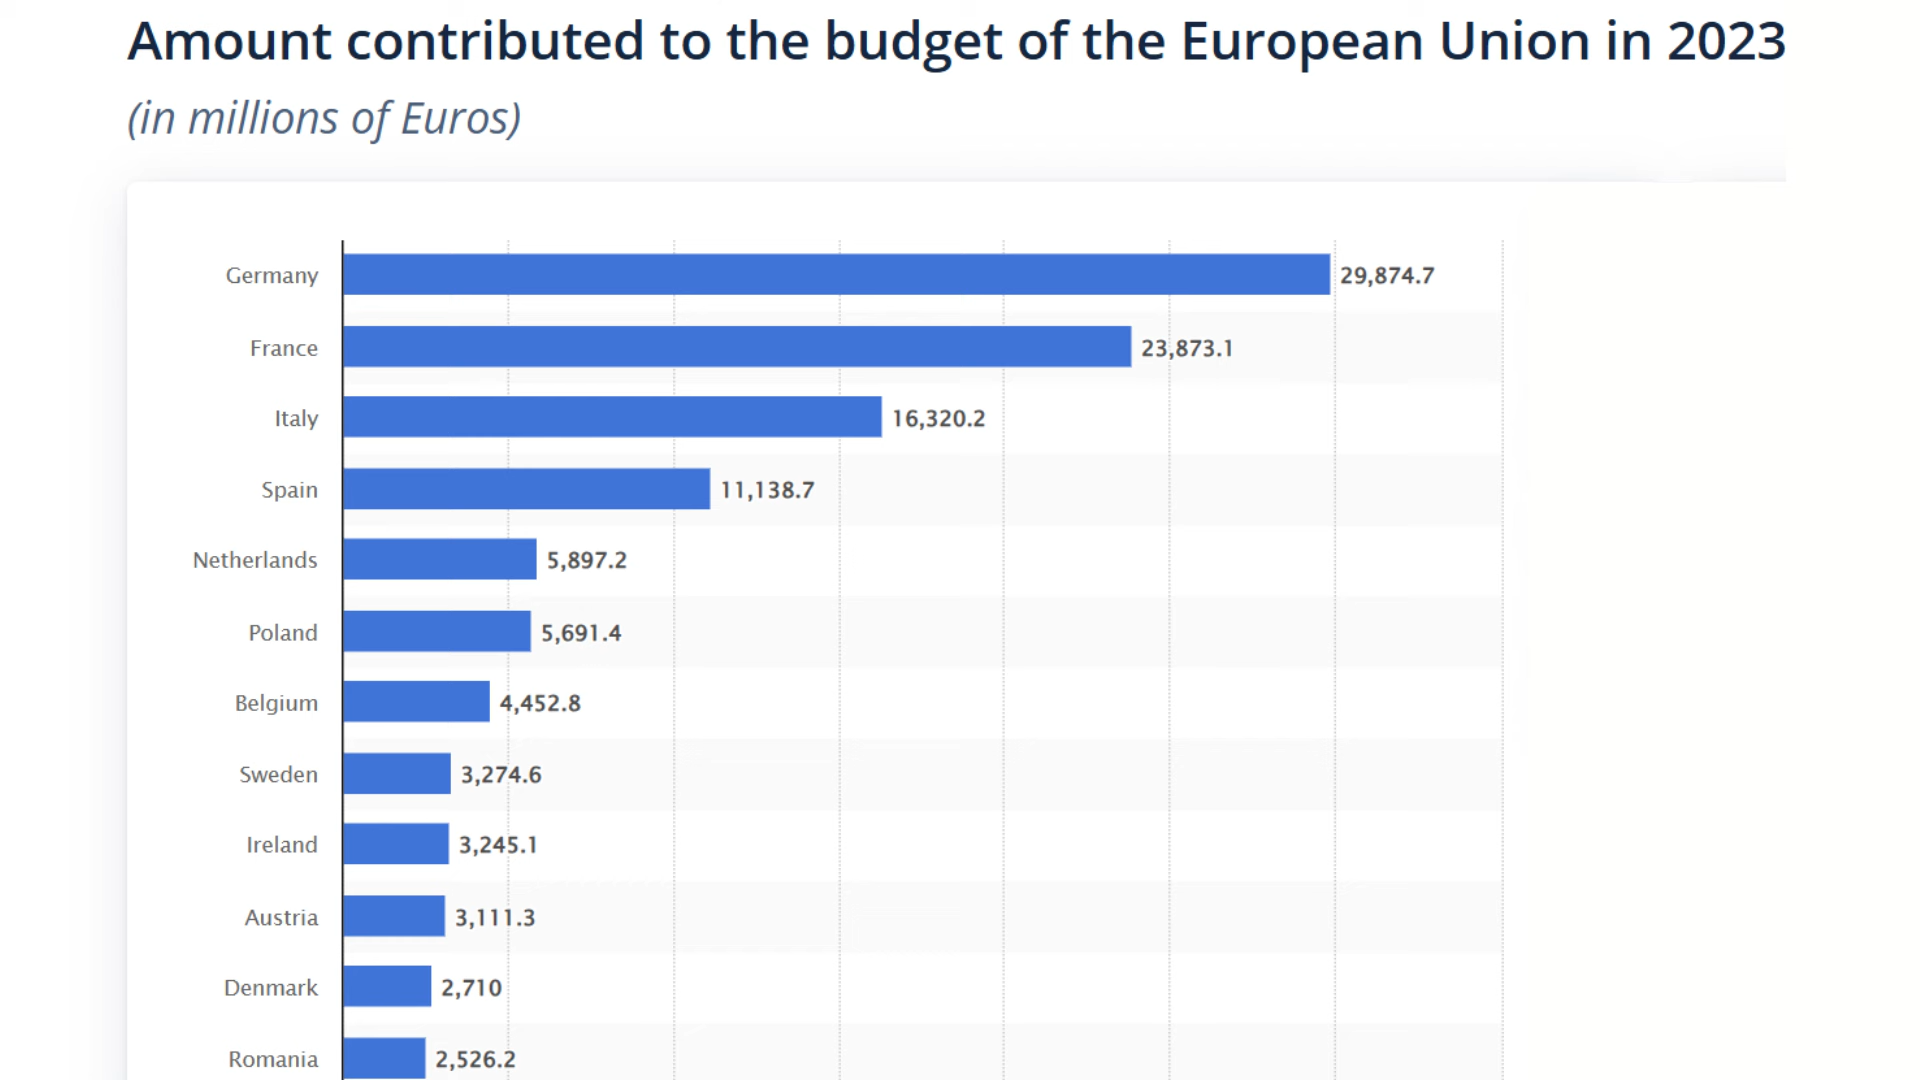 Amount contributed to the budget of the European Union in 2023
(in millions of Euros)
Germany 29,874.7
France 23,873.1
Italy 16,320.2
Spain 11,138.7
Netherlands 5,897.2
Poland 5,691.4
Belgium 4,452.8
Sweden 3,274.6
Ireland 3,245.1
Austria 3,111.3
Denmark 2,710
Romania 2,526.2